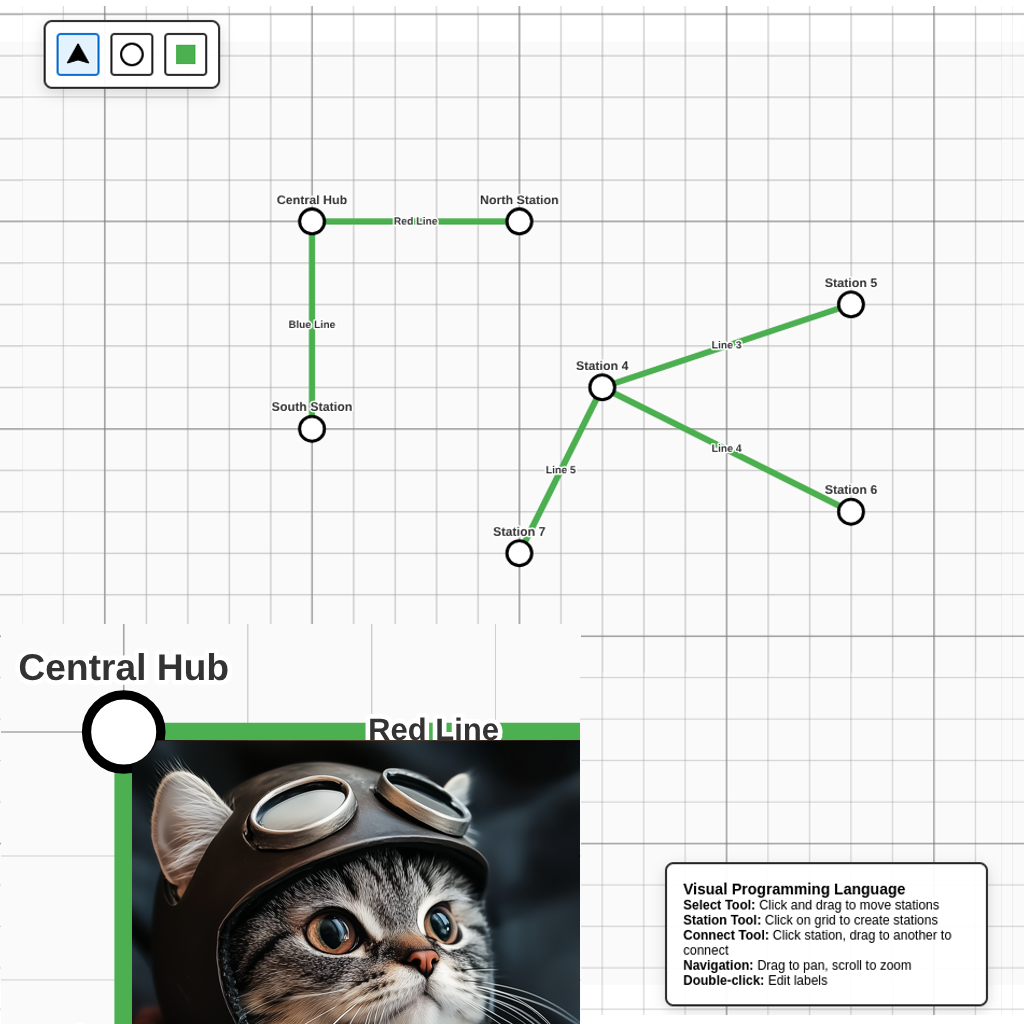 Central Hub
North Station
Red Line
Station 5
Blue Line
Line 3
Station 4
South Station
Line 4
Line 5
Station 6
Station 7
Central Hub
Red Line
Visual Programming Language
Select Tool: Click and drag to move stations
Station Tool: Click on grid to create stations
Connect Tool: Click station, drag to another to
connect
Navigation: Drag to pan, scroll to zoom
Double-click: Edit labels